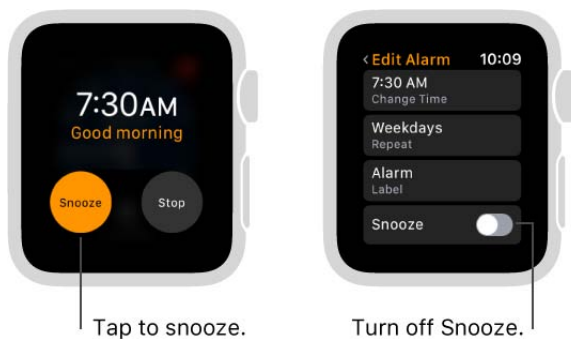 7:30AM
Good morning
Snooze
Stop
Tap to snooze.
<Edit Alarm 10:09
7:30 AM
Change Time
Weekdays
Repeat
Alarm
Label
Snooze
Turn off Snooze.